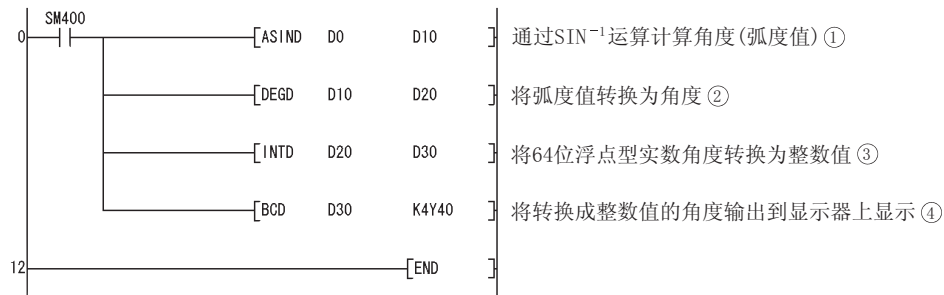 SM400
0 ASIND D0 D10 通过SIN⁻¹运算计算角度(弧度值)①
DEGD D10 D20 将弧度值转换为角度②
INTD D20 D30 将64位浮点型实数角度转换为整数值③
BCD D30 K4Y40 将转换成整数值的角度输出到显示器上显示④
12 END